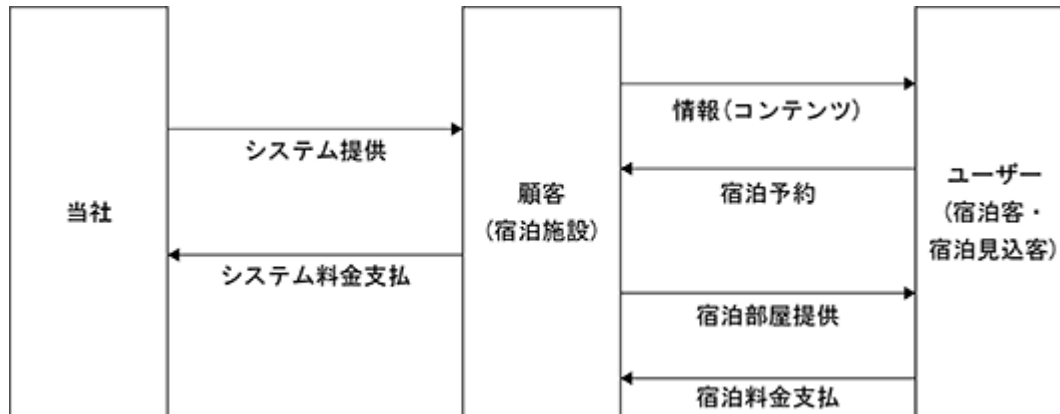 当社
システム提供
システム料金支払
顧客
(宿泊施設)
情報(コンテンツ)
宿泊予約
宿泊部屋提供
宿泊料金支払
ユーザー
(宿泊客・
宿泊見込客)